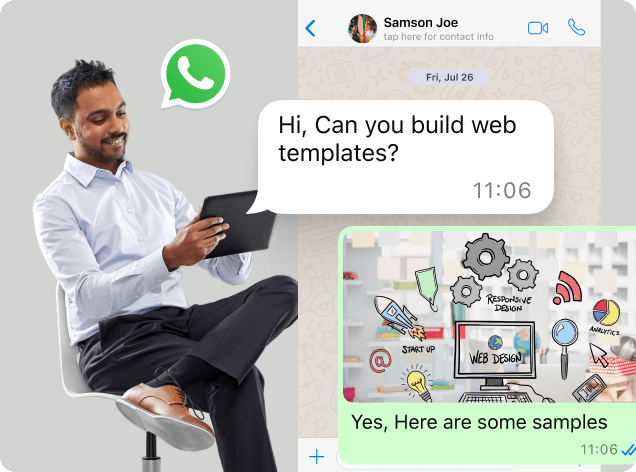 Samson Joe
tap here for contact info
Fri, Jul 26
Hi, Can you build web
templates?
11:06
RESPONSIVE
DESIGN
START UP
ANALYTICS
WEB DESIGN
@
Yes, Here are some samples
11:06